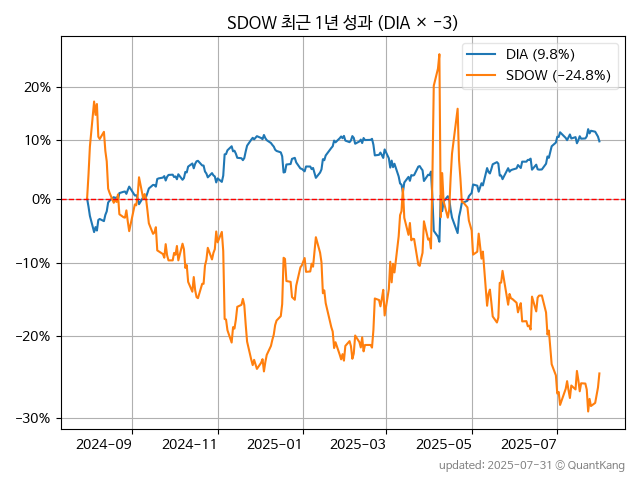 SDOW 최근 1년 성과 (DIA × -3)
DIA (9.8%)
SDOW (-24.8%)
20%
10%
0%
-10%
-20%
-30%
2024-09 2024-11 2025-01 2025-03 2025-05 2025-07
updated: 2025-07-31 © QuantKang